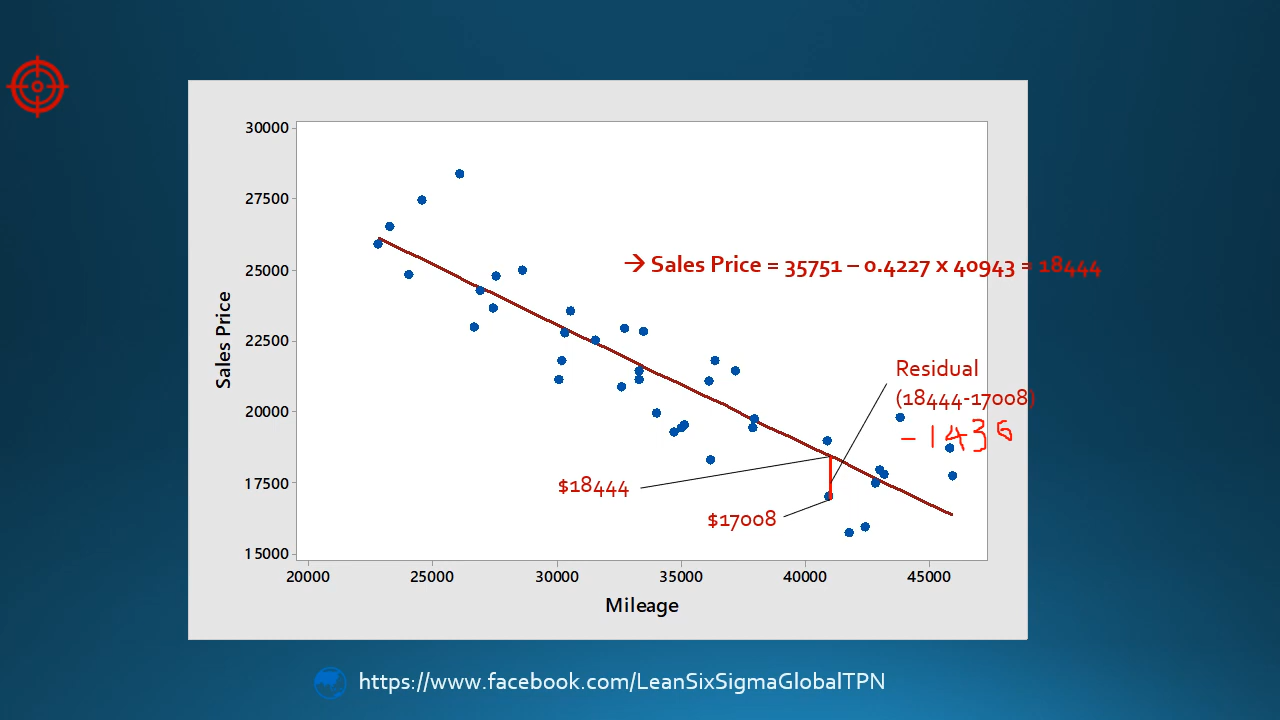 30000
27500
25000
22500
20000
17500
15000
Sales Price
→ Sales Price = 35751 – 0.4227 x 40943 = 18444
Residual
(18444-17008)
-1436
$18444
$17008
20000 25000 30000 35000 40000 45000
Mileage
https://www.facebook.com/LeanSixSigmaGlobalTPN